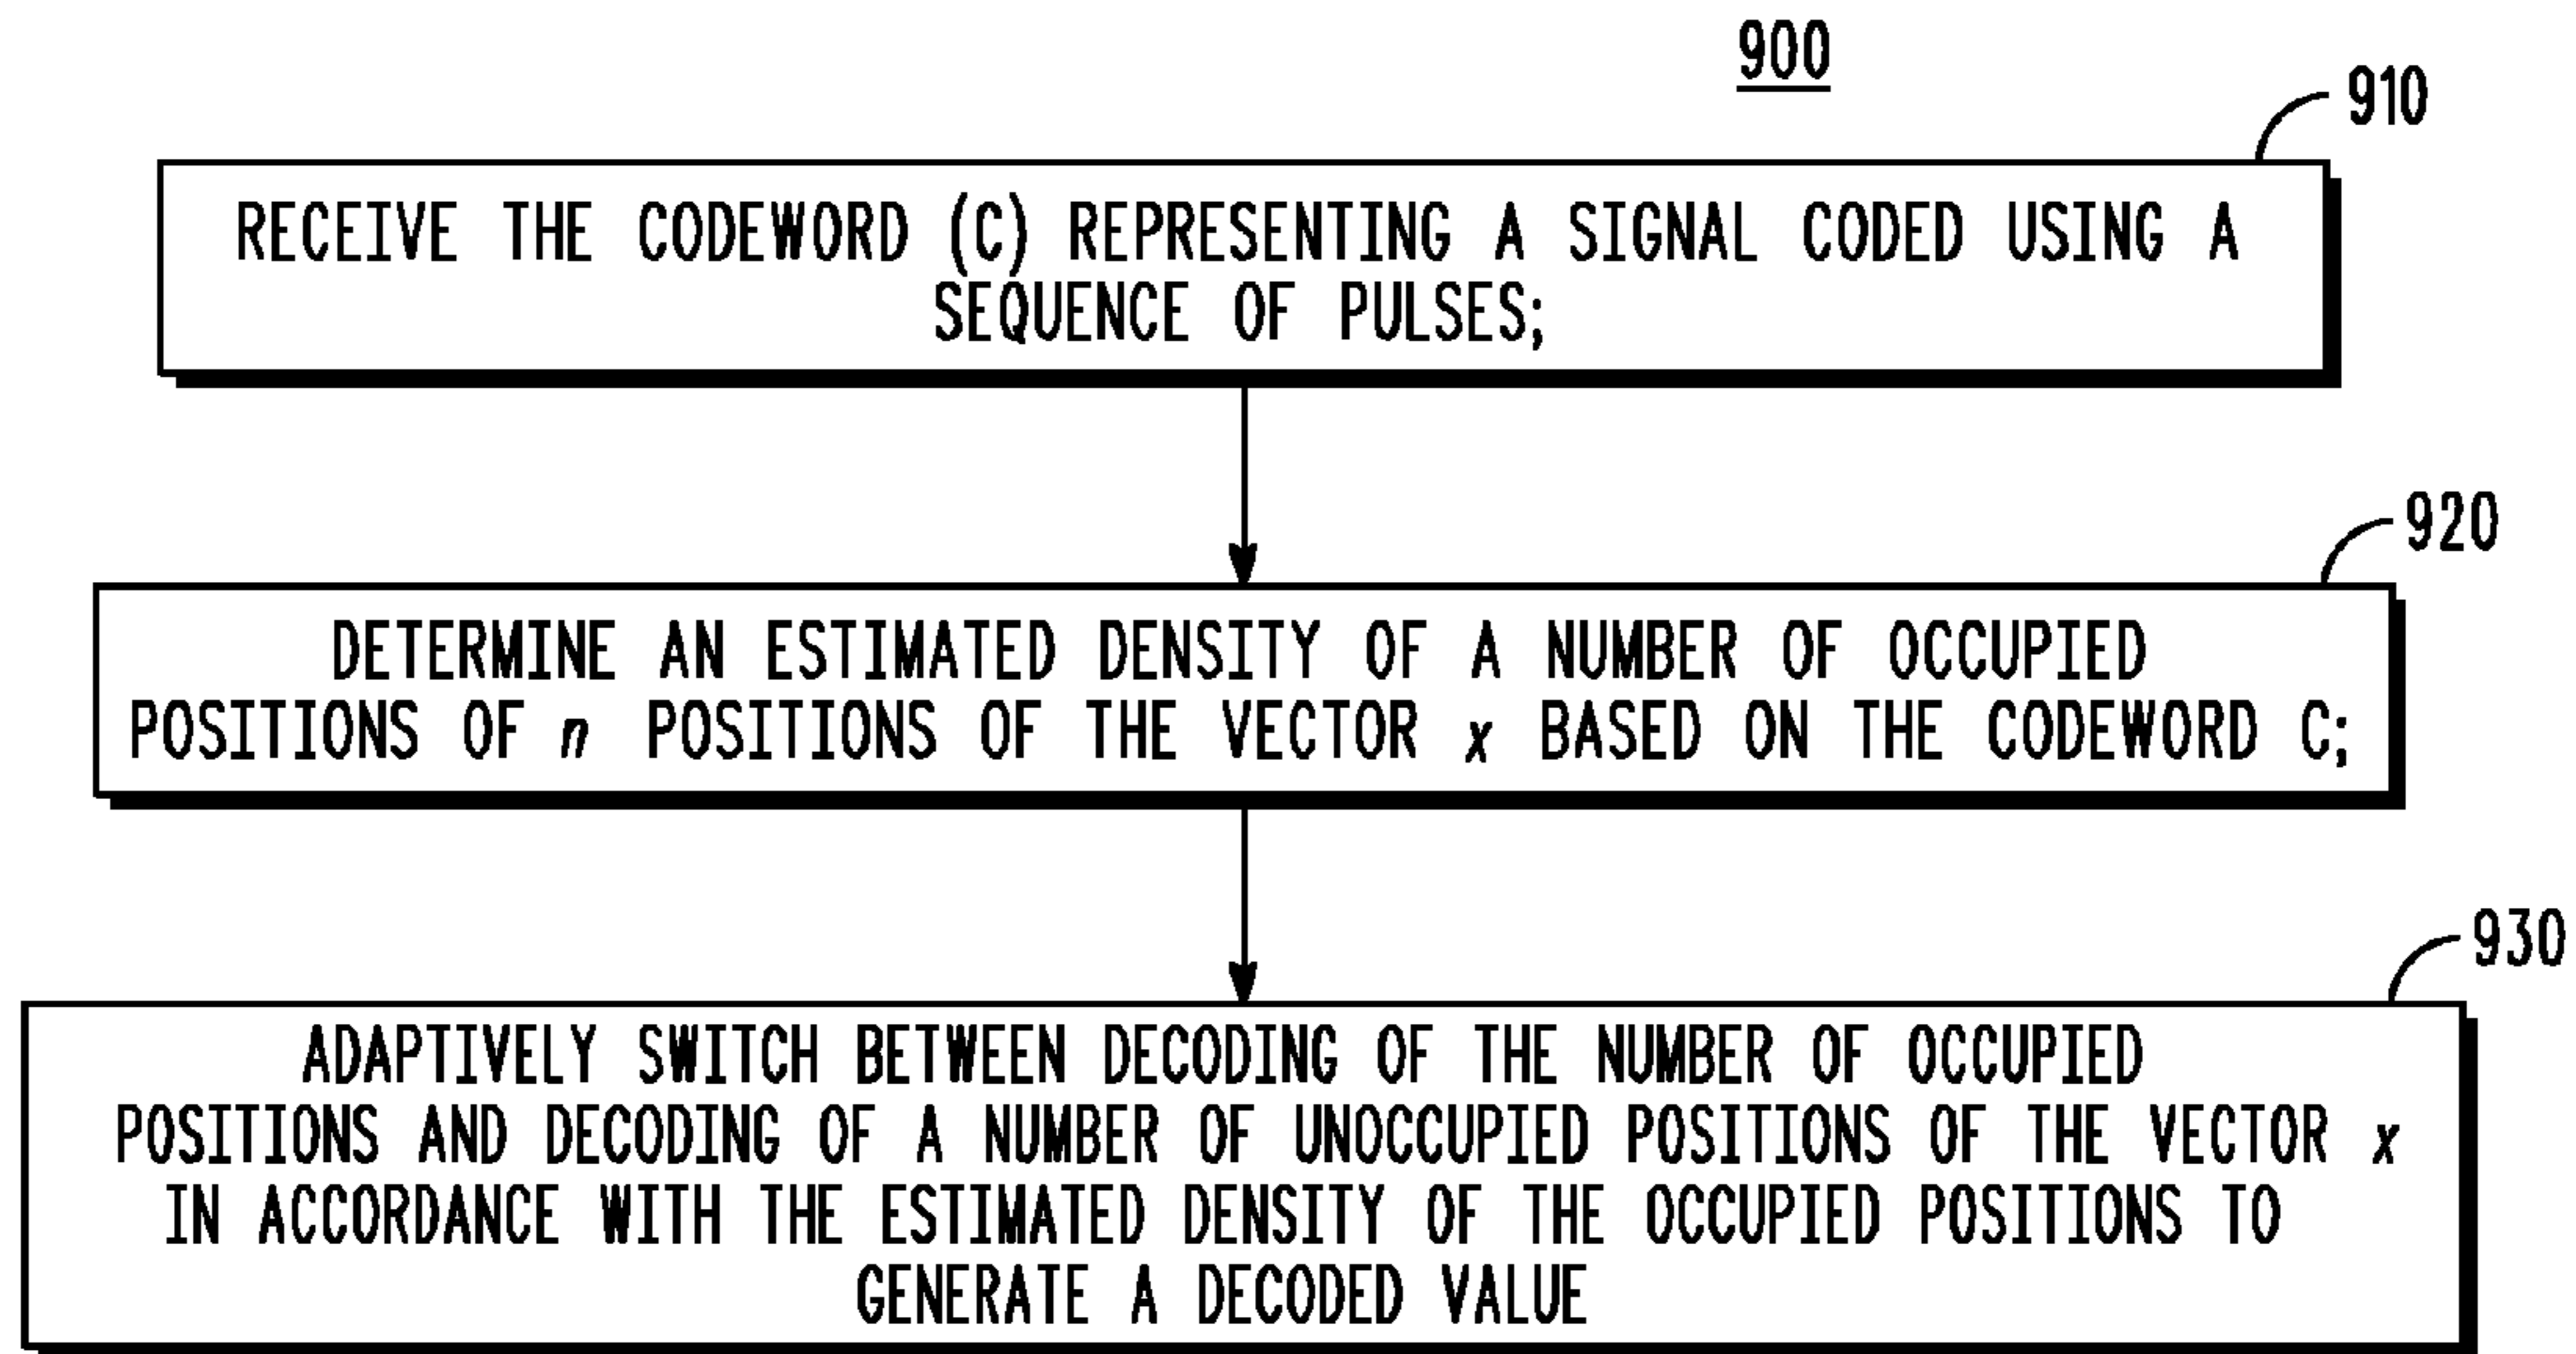 900
910
RECEIVE THE CODEWORD (C) REPRESENTING A SIGNAL CODED USING A
SEQUENCE OF PULSES;
920
DETERMINE AN ESTIMATED DENSITY OF A NUMBER OF OCCUPIED
POSITIONS OF n POSITIONS OF THE VECTOR x BASED ON THE CODEWORD C;
930
ADAPTIVELY SWITCH BETWEEN DECODING OF THE NUMBER OF OCCUPIED
POSITIONS AND DECODING OF A NUMBER OF UNOCCUPIED POSITIONS OF THE VECTOR x
IN ACCORDANCE WITH THE ESTIMATED DENSITY OF THE OCCUPIED POSITIONS TO
GENERATE A DECODED VALUE